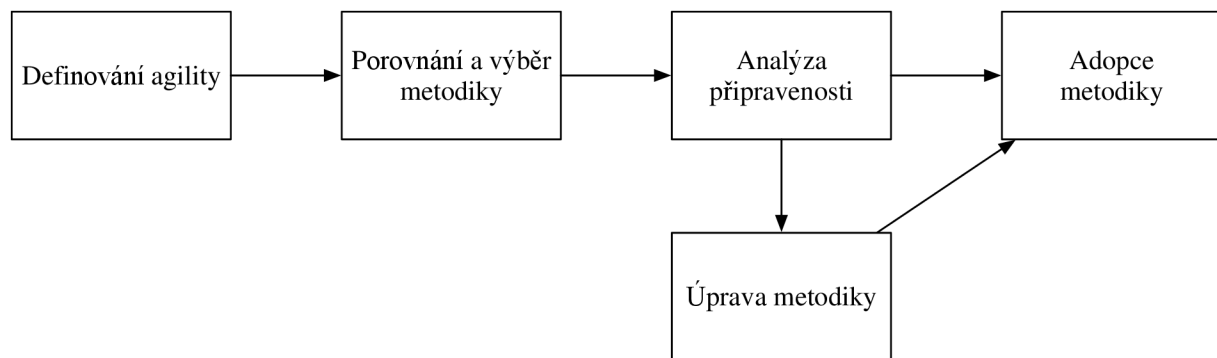 Definování agility
Porovnání a výběr
metodiky
Analýza
připravenosti
Adopce
metodiky
Úprava metodiky